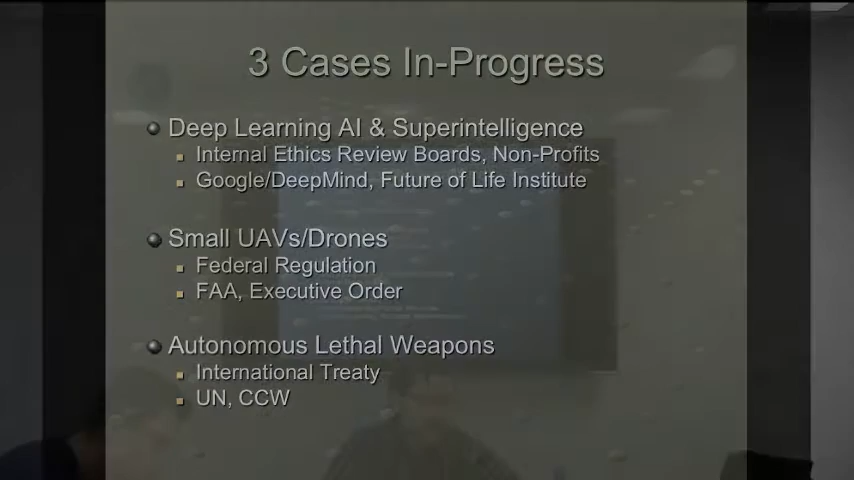 3 Cases In-Progress
Deep Learning AI & Superintelligence
Internal Ethics Review Boards, Non-Profits
Google/DeepMind, Future of Life Institute
Small UAVs/Drones
Federal Regulation
FAA, Executive Order
Autonomous Lethal Weapons
International Treaty
UN, CCW